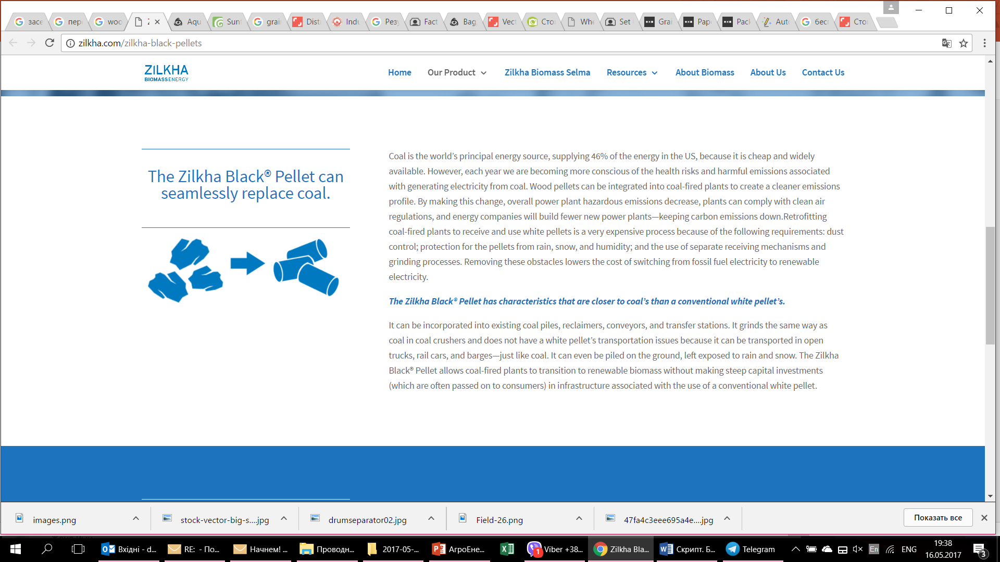 засе
пер
woo
Z
Aqu
Sunf
grai
Dist
Indu
Резу
Fact
Bag
Vect
Сто
Whe
Set
Grai
Pap
Pack
Auto
бесп
Сто
zilkha.com/zilkha-black-pellets
ZILKHA
BIOMASSENERGY
Home
Our Product
Zilkha Biomass Selma
Resources
About Biomass
About Us
Contact Us
The Zilkha Black® Pellet can
seamlessly replace coal.
Coal is the world’s principal energy source, supplying 46% of the energy in the US, because it is cheap and widely
available. However, each year we are becoming more conscious of the health risks and harmful emissions associated
with generating electricity from coal. Wood pellets can be integrated into coal-fired plants to create a cleaner emissions
profile. By making this change, overall power plant hazardous emissions decrease, plants can comply with clean air
regulations, and energy companies will build fewer new power plants—keeping carbon emissions down.Retrofitting
coal-fired plants to receive and use white pellets is a very expensive process because of the following requirements: dust
control; protection for the pellets from rain, snow, and humidity; and the use of separate receiving mechanisms and
grinding processes. Removing these obstacles lowers the cost of switching from fossil fuel electricity to renewable
electricity.
The Zilkha Black® Pellet has characteristics that are closer to coal’s than a conventional white pellet’s.
It can be incorporated into existing coal piles, reclaimers, conveyors, and transfer stations. It grinds the same way as
coal in coal crushers and does not have a white pellet’s transportation issues because it can be transported in open
trucks, rail cars, and barges—just like coal. It can even be piled on the ground, left exposed to rain and snow. The Zilkha
Black® Pellet allows coal-fired plants to transition to renewable biomass without making steep capital investments
(which are often passed on to consumers) in infrastructure associated with the use of a conventional white pellet.
images.png
stock-vector-big-s....jpg
drumseparator02.jpg
Field-26.png
47fa4c3eee695a4e....jpg
Показать все
Вхідні - d...
RE:  - По...
Начнем! ...
Проводн...
2017-05-...
АгроЕне...
Viber +38...
Zilkha Bla...
Скрипт. Б...
Telegram
En
ENG
19:38
16.05.2017
3